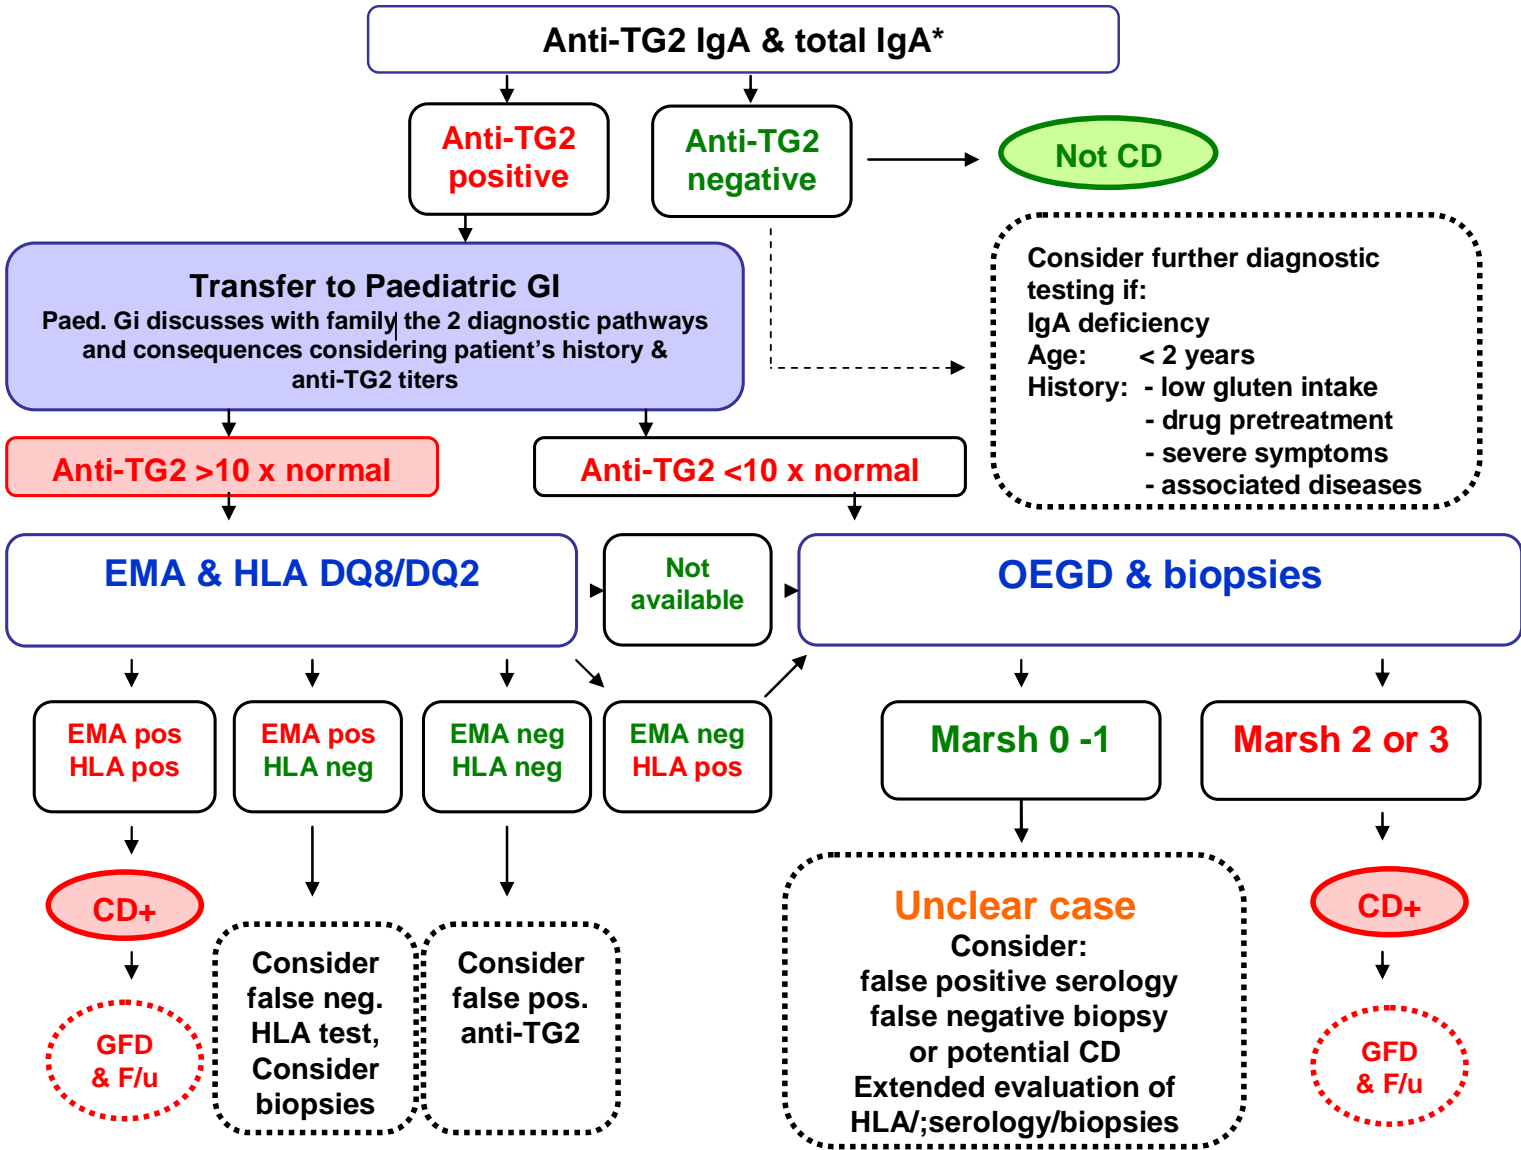 Anti-TG2 IgA & total IgA*
Anti-TG2
positive
Anti-TG2
negative
Not CD
Transfer to Paediatric GI
Paed. Gi discusses with family the 2 diagnostic pathways
and consequences considering patient's history &
anti-TG2 titers
Consider further diagnostic
testing if:
IgA deficiency
Age: < 2 years
History: - low gluten intake
- drug pretreatment
- severe symptoms
- associated diseases
Anti-TG2 >10 x normal
Anti-TG2 <10 x normal
EMA & HLA DQ8/DQ2
Not
available
OEGD & biopsies
EMA pos
HLA pos
EMA pos
HLA neg
EMA neg
HLA neg
EMA neg
HLA pos
Marsh 0 -1
Marsh 2 or 3
CD+
Consider
false neg.
HLA test,
Consider
biopsies
Consider
false pos.
anti-TG2
Unclear case
Consider:
false positive serology
false negative biopsy
or potential CD
Extended evaluation of
HLA/;serology/biopsies
CD+
GFD
& F/u
GFD
& F/u